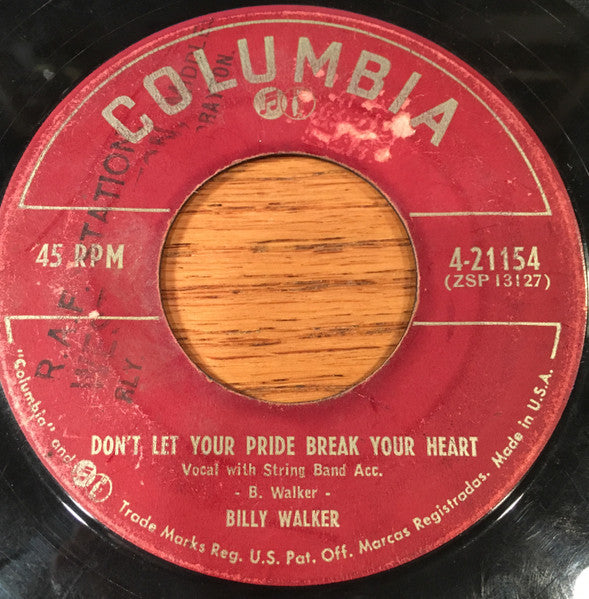 COLUMBIA
45 RPM
4-21154
(ZSP 13127)
DON'T LET YOUR PRIDE BREAK YOUR HEART
Vocal with String Band Acc.
- B. Walker -
BILLY WALKER
"Columbia" and Trade Marks Reg. U.S. Pat. Off. Marcas Registradas. Made in U.S.A.
R.A.F. STATION